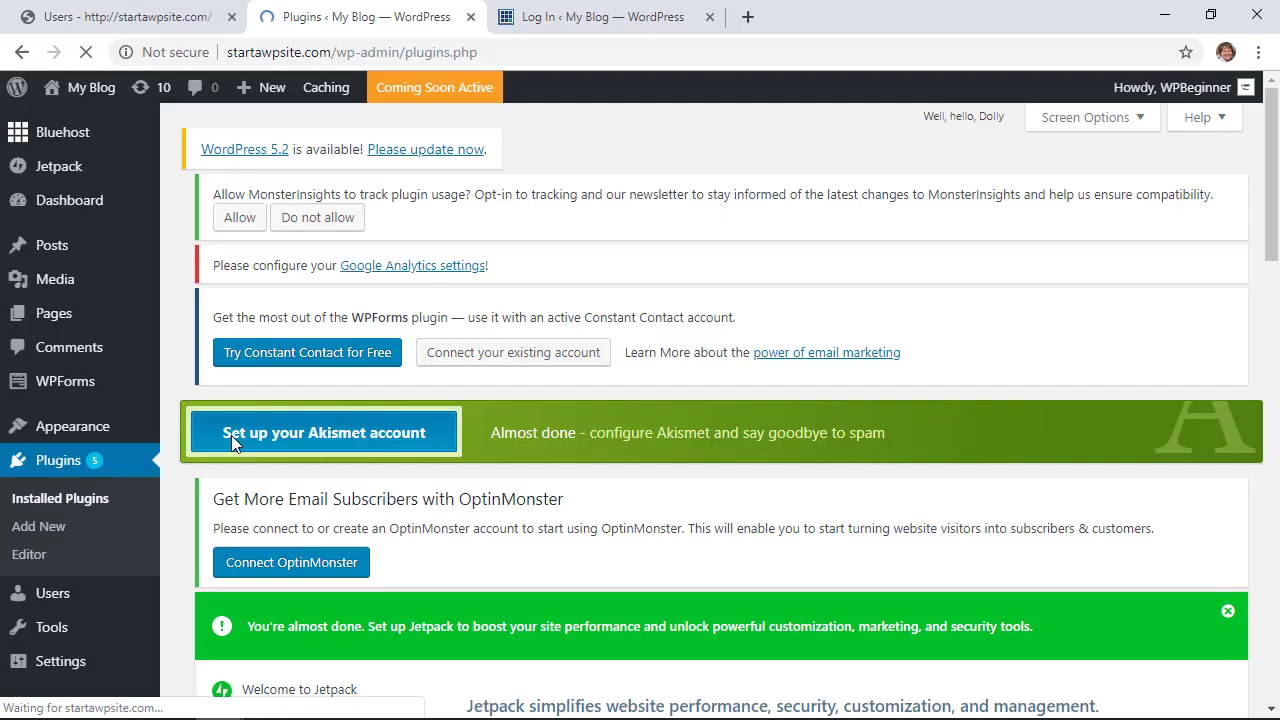 Users - http://startawpsite.com/
Plugins ‹ My Blog — WordPress
Log In ‹ My Blog — WordPress
Not secure
startawpsite.com/wp-admin/plugins.php
My Blog
10
0
New
Caching
Coming Soon Active
Howdy, WPBeginner
Bluehost
Jetpack
Dashboard
Posts
Media
Pages
Comments
WPForms
Appearance
Plugins 5
Installed Plugins
Add New
Editor
Users
Tools
Settings
Well, hello, Dolly
Screen Options
Help
WordPress 5.2 is available! Please update now.
Allow MonsterInsights to track plugin usage? Opt-in to tracking and our newsletter to stay informed of the latest changes to MonsterInsights and help us ensure compatibility.
Allow
Do not allow
Please configure your Google Analytics settings!
Get the most out of the WPForms plugin — use it with an active Constant Contact account.
Try Constant Contact for Free
Connect your existing account
Learn More about the power of email marketing
Set up your Akismet account
Almost done - configure Akismet and say goodbye to spam
A
Get More Email Subscribers with OptinMonster
Please connect to or create an OptinMonster account to start using OptinMonster. This will enable you to start turning website visitors into subscribers & customers.
Connect OptinMonster
You're almost done. Set up Jetpack to boost your site performance and unlock powerful customization, marketing, and security tools.
Welcome to Jetpack
Jetpack simplifies website performance, security, customization, and management.
Waiting for startawpsite.com...